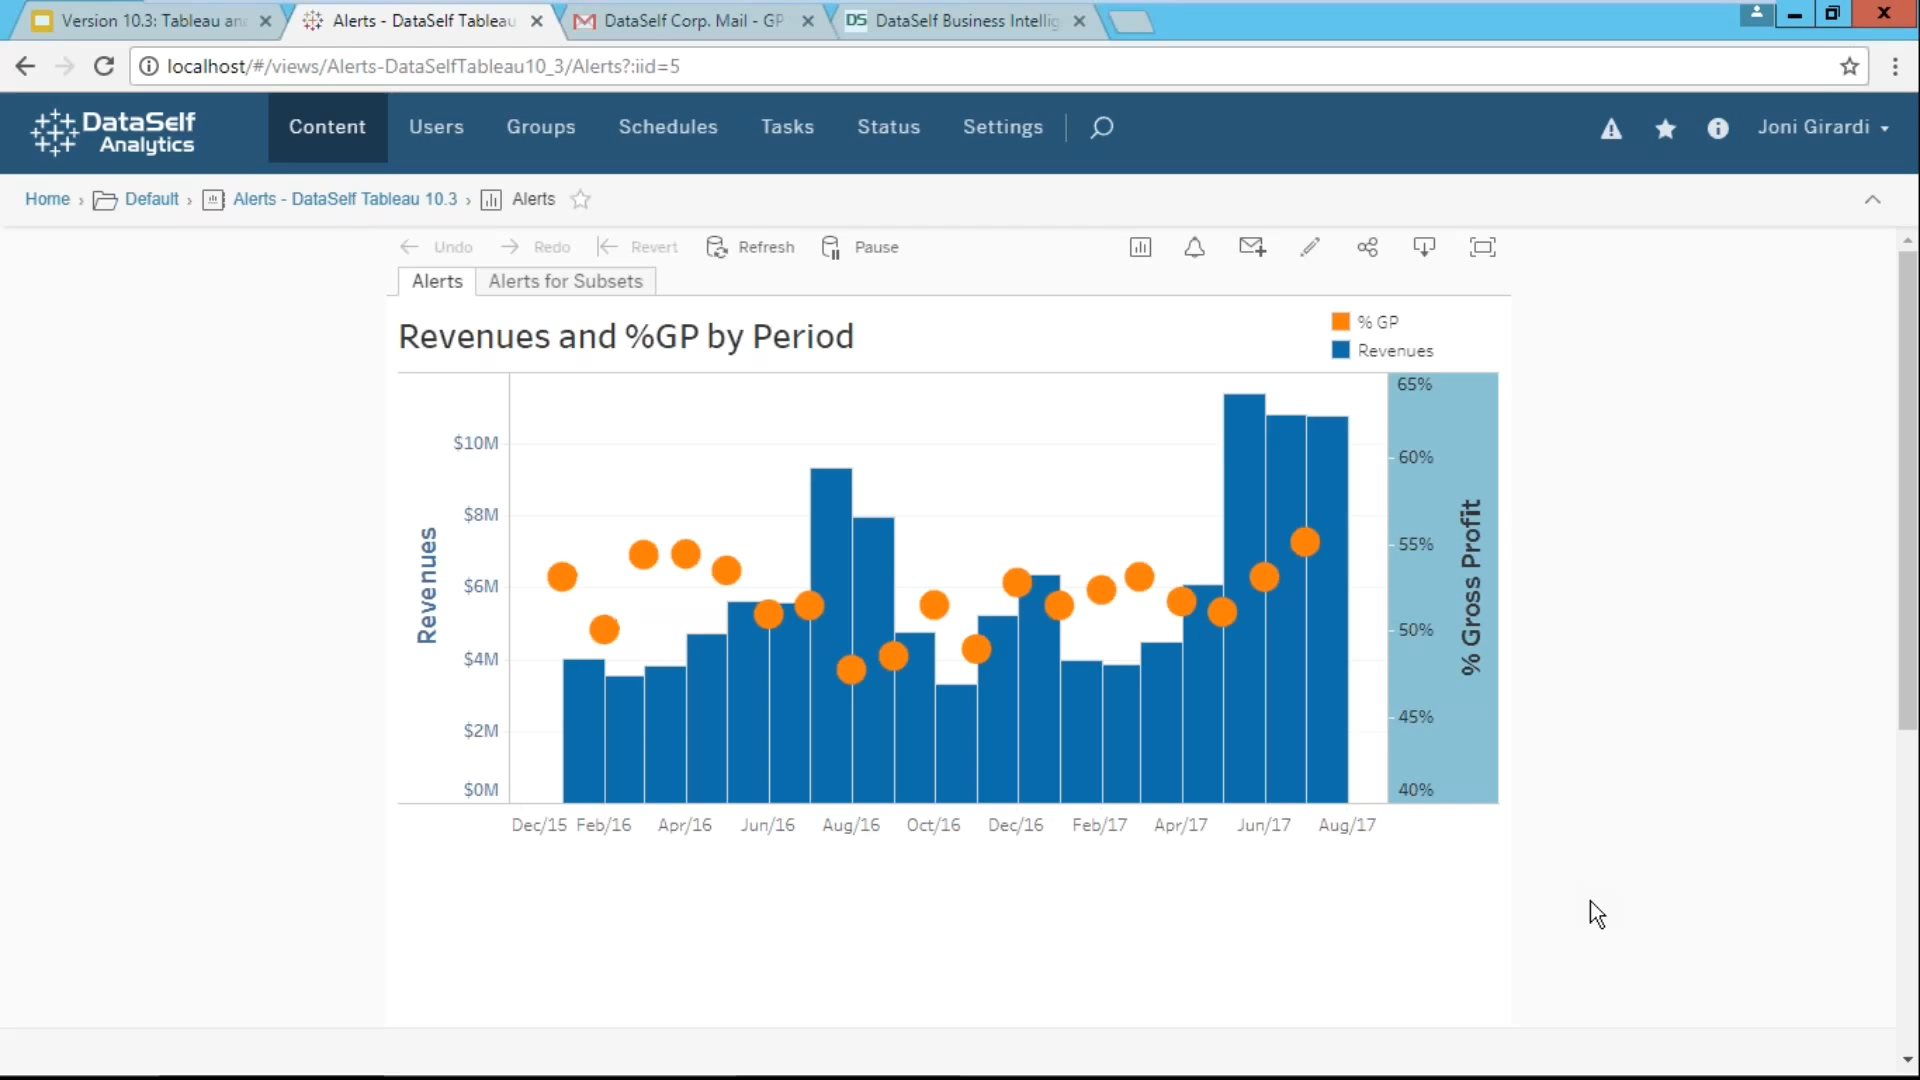 Version 10.3: Tableau an
Alerts - DataSelf Tableau
DataSelf Corp. Mail - GP
DS DataSelf Business Intellig
localhost/#/views/Alerts-DataSelfTableau10_3/Alerts?:iid=5
DataSelf
Analytics
Content
Users
Groups
Schedules
Tasks
Status
Settings
Joni Girardi
Home › Default › Alerts - DataSelf Tableau 10.3 › Alerts
Undo
Redo
Revert
Refresh
Pause
Alerts
Alerts for Subsets
Revenues and %GP by Period
% GP
Revenues
Revenues
$10M
$8M
$6M
$4M
$2M
$0M
65%
60%
55%
50%
45%
40%
% Gross Profit
Dec/15 Feb/16 Apr/16 Jun/16 Aug/16 Oct/16 Dec/16 Feb/17 Apr/17 Jun/17 Aug/17